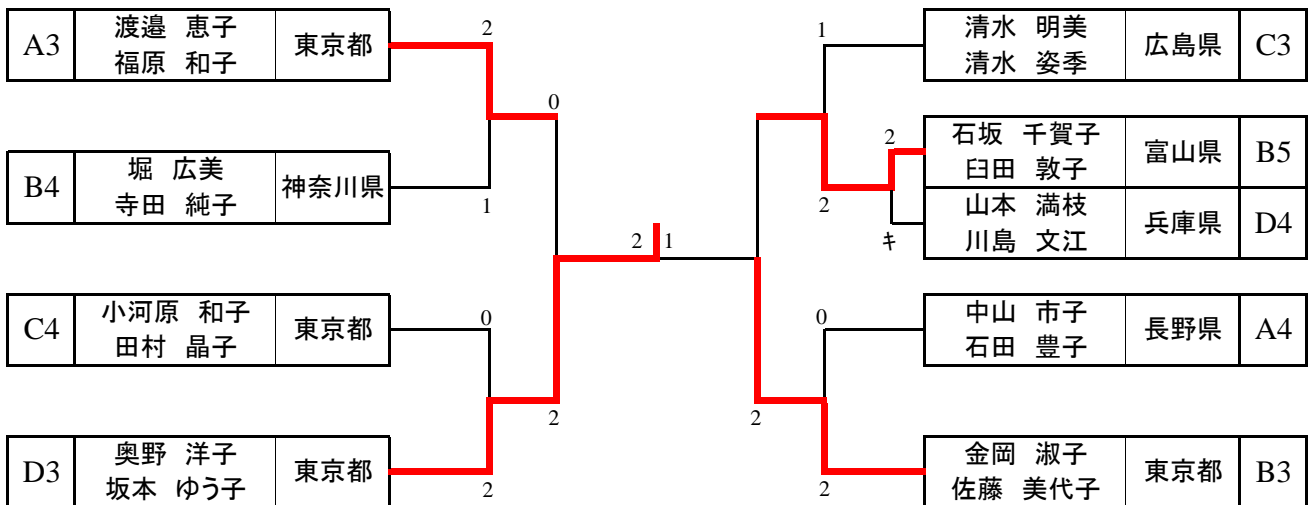 A3 渡邉 恵子 福原 和子 東京都
2
0
B4 堀 広美 寺田 純子 神奈川県
1
C4 小河原 和子 田村 晶子 東京都
0
2
D3 奥野 洋子 坂本 ゆう子 東京都
2
2 1
1
清水 明美 清水 姿季 広島県 C3
2
石坂 千賀子 臼田 敦子 富山県 B5
2
山本 満枝 川島 文江 兵庫県 D4
キ
0
中山 市子 石田 豊子 長野県 A4
2
金岡 淑子 佐藤 美代子 東京都 B3
2